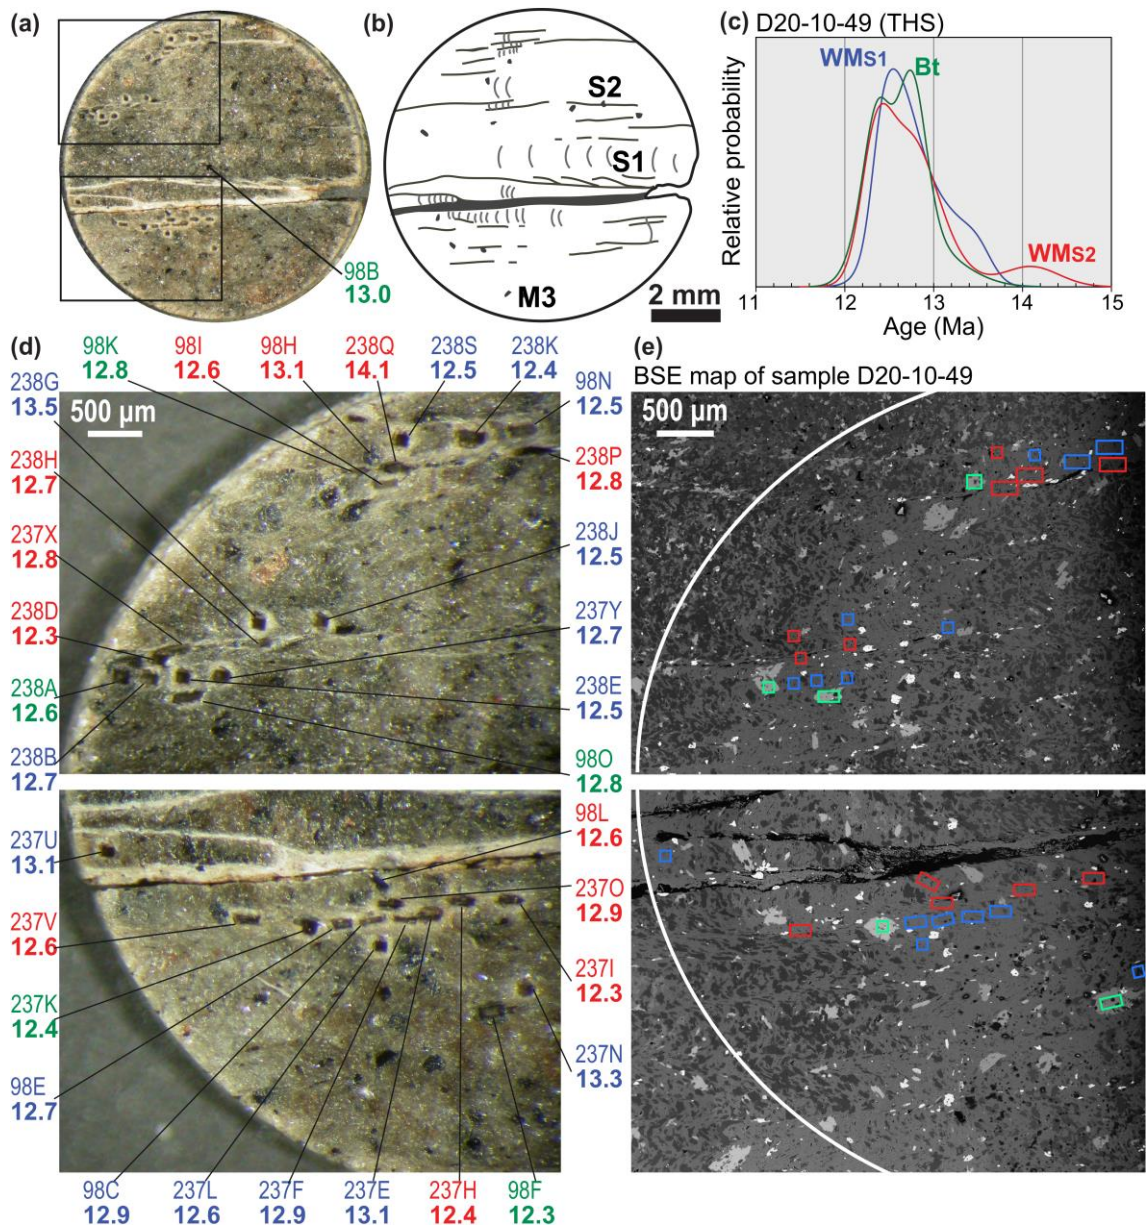 (a)
98B
13.0
(b)
S2
S1
M3
2 mm
(c) D20-10-49 (THS)
WMS1
Bt
WMS2
Relative probability
11 12 13 14 15
Age (Ma)
(d)
98K
12.8
98I
12.6
98H
13.1
238Q
14.1
238S
12.5
238K
12.4
238G
13.5
238H
12.7
237X
12.8
238D
12.3
238A
12.6
238B
12.7
500 µm
98N
12.5
238P
12.8
238J
12.5
237Y
12.7
238E
12.5
98O
12.8
237U
13.1
237V
12.6
237K
12.4
98E
12.7
98L
12.6
237O
12.9
237I
12.3
237N
13.3
98C
12.9
237L
12.6
237F
12.9
237E
13.1
237H
12.4
98F
12.3
(e)
BSE map of sample D20-10-49
500 µm